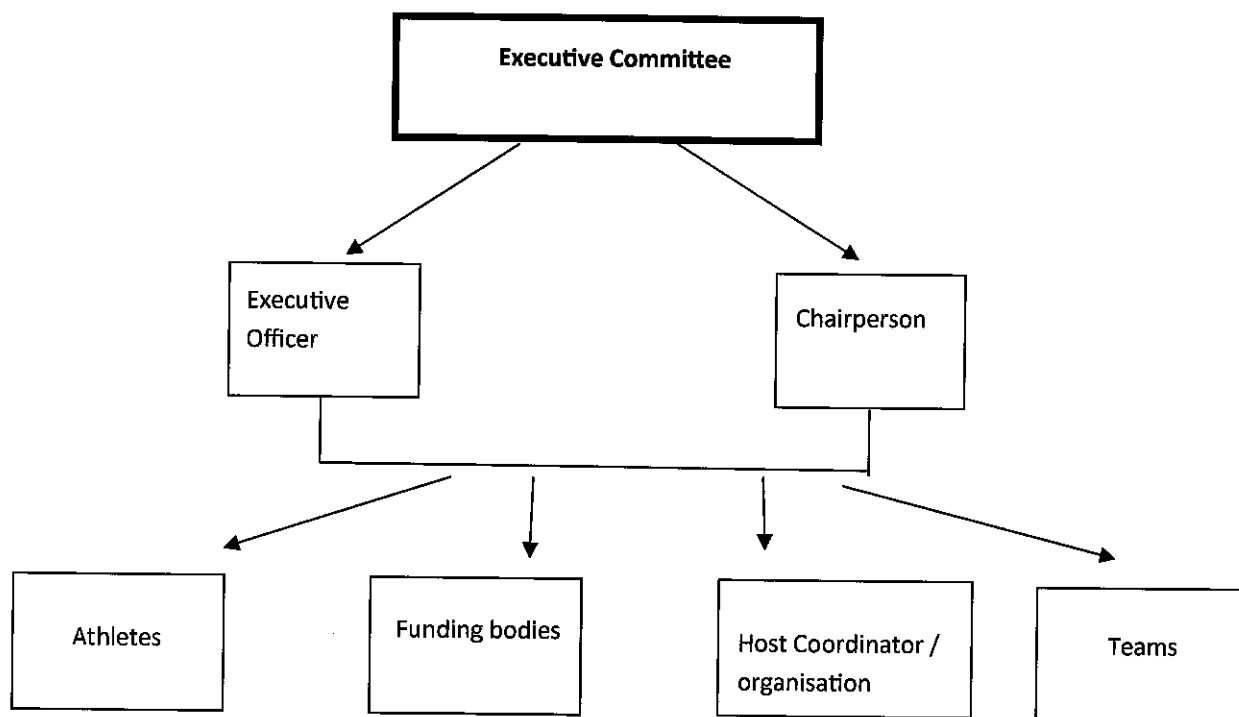 Executive Committee
Executive
Officer
Chairperson
Athletes
Funding bodies
Host Coordinator /
organisation
Teams